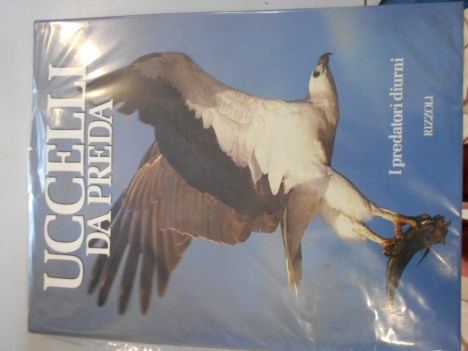 UCCELLI
DA PREDA
I predatori diurni
RIZZOLI